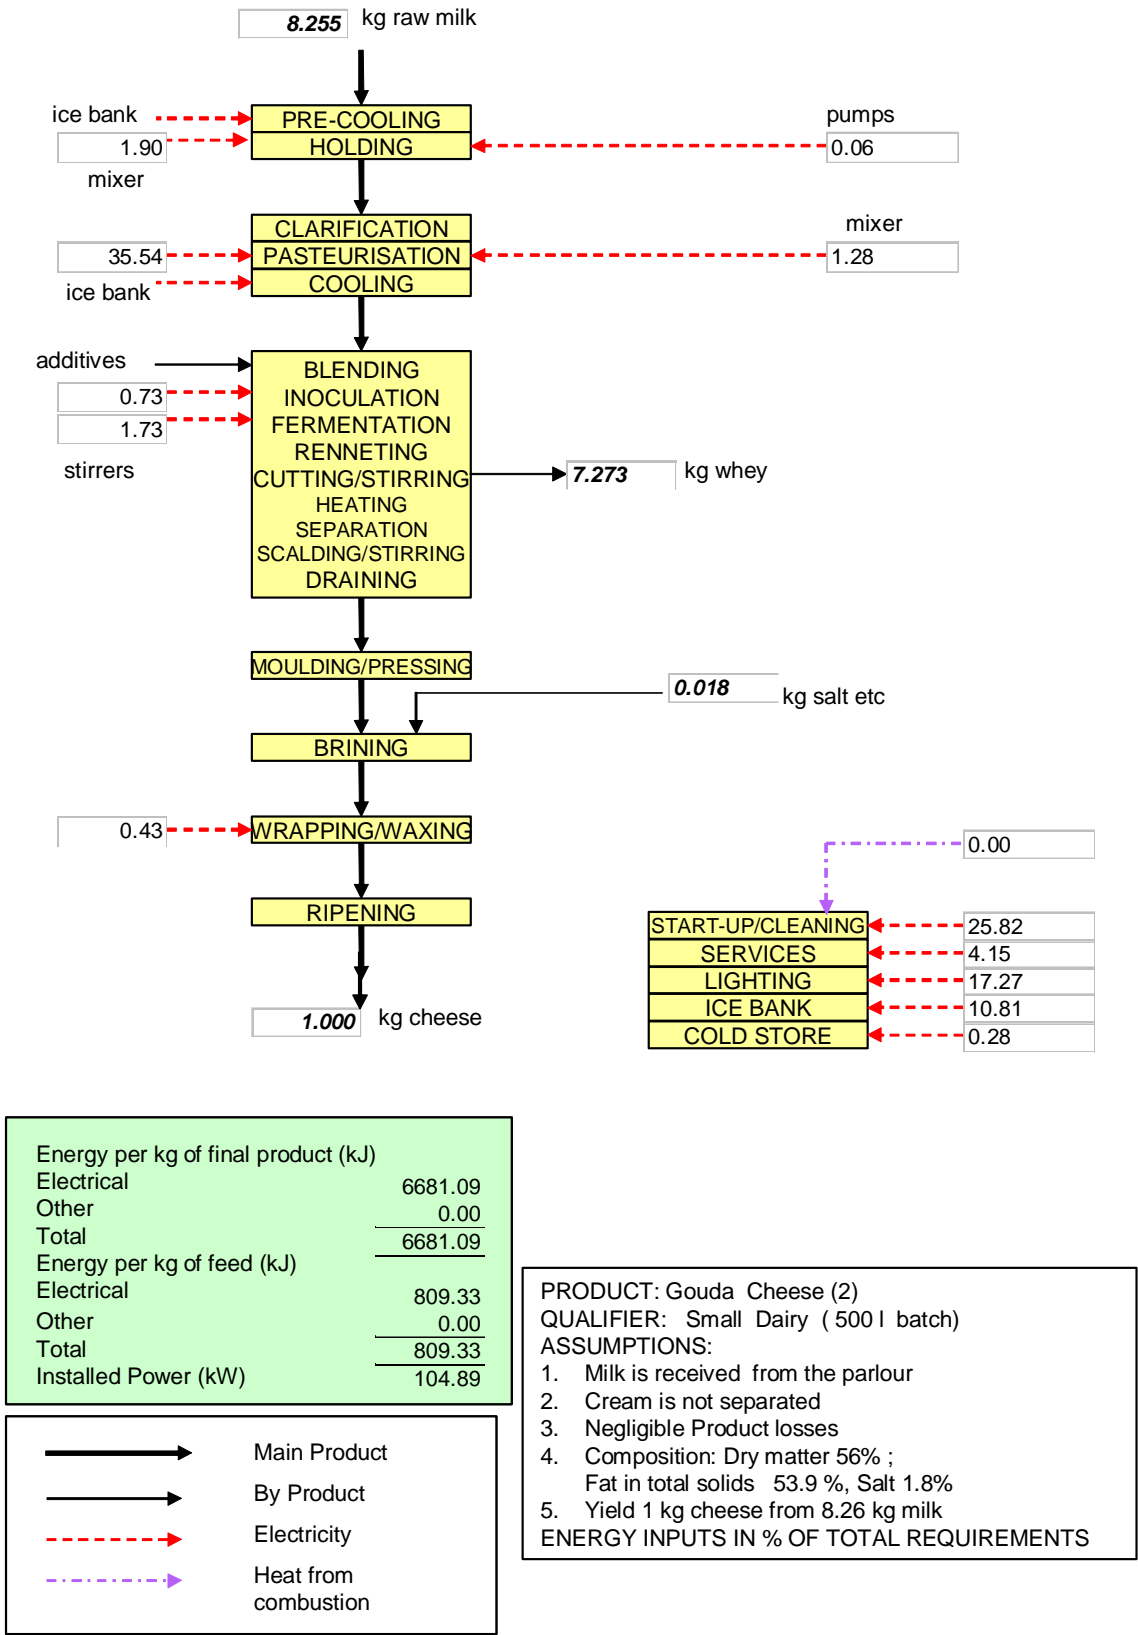 8.255 kg raw milk
ice bank
PRE-COOLING
pumps
1.90
HOLDING
0.06
mixer
CLARIFICATION
mixer
35.54
PASTEURISATION
1.28
ice bank
COOLING
additives
BLENDING
0.73
INOCULATION
1.73
FERMENTATION
RENNETING
stirrers
CUTTING/STIRRING
7.273 kg whey
HEATING
SEPARATION
SCALDING/STIRRING
DRAINING
MOULDING/PRESSING
0.018 kg salt etc
BRINING
0.43
WRAPPING/WAXING
0.00
RIPENING
START-UP/CLEANING 25.82
SERVICES 4.15
LIGHTING 17.27
ICE BANK 10.81
COLD STORE 0.28
1.000 kg cheese
Energy per kg of final product (kJ)
Electrical 6681.09
Other 0.00
Total 6681.09
Energy per kg of feed (kJ)
Electrical 809.33
Other 0.00
Total 809.33
Installed Power (kW) 104.89
PRODUCT: Gouda Cheese (2)
QUALIFIER: Small Dairy ( 500 l batch)
ASSUMPTIONS:
1. Milk is received from the parlour
2. Cream is not separated
3. Negligible Product losses
4. Composition: Dry matter 56% ;
Fat in total solids 53.9 %, Salt 1.8%
5. Yield 1 kg cheese from 8.26 kg milk
ENERGY INPUTS IN % OF TOTAL REQUIREMENTS
Main Product
By Product
Electricity
Heat from
combustion